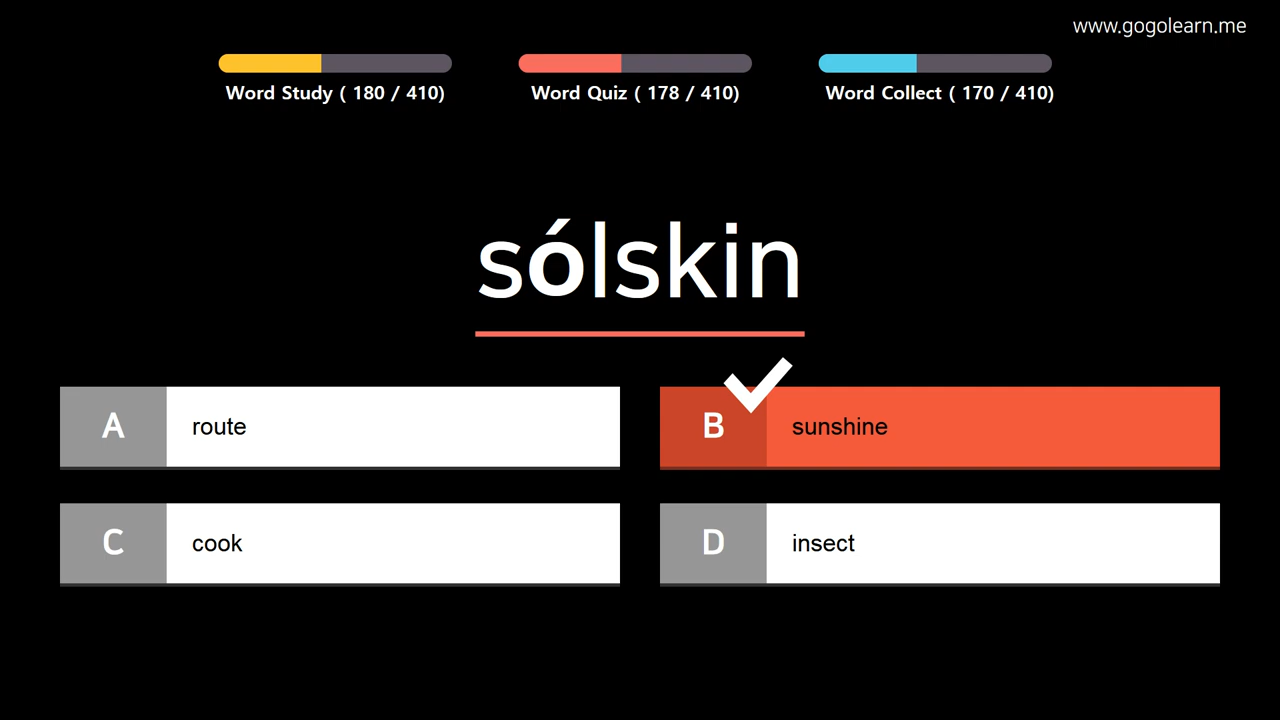 www.gogolearn.me
Word Study ( 180 / 410)
Word Quiz ( 178 / 410)
Word Collect ( 170 / 410)
sólskin
A route
B sunshine
C cook
D insect